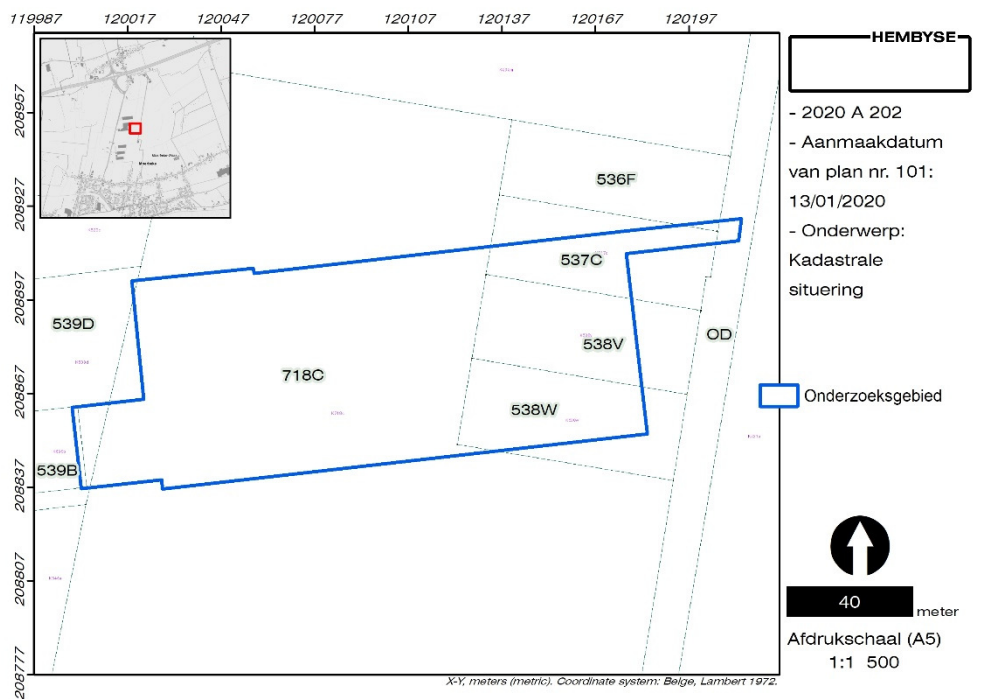 119987 120017 120047 120077 120107 120137 120167 120197
HEMBYSE
- 2020 A 202
- Aanmaakdatum
van plan nr. 101:
13/01/2020
- Onderwerp:
Kadastrale
situering
208957
208927
208897
208867
208837
208807
208777
536F
537C
539D
OD
538V
718C
538W
539B
Onderzoeksgebied
40
meter
Afdrukschaal (A5)
1:1 500
X-Y, meters (metric). Coordinate system: Belge, Lambert 1972.